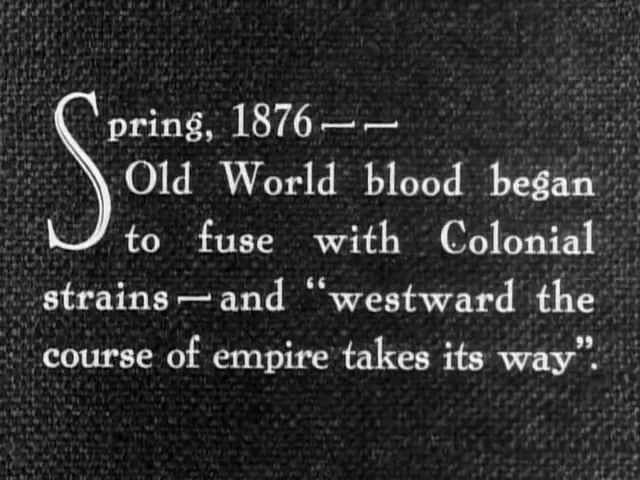 Spring, 1876——
Old World blood began
to fuse with Colonial
strains—and “westward the
course of empire takes its way”.